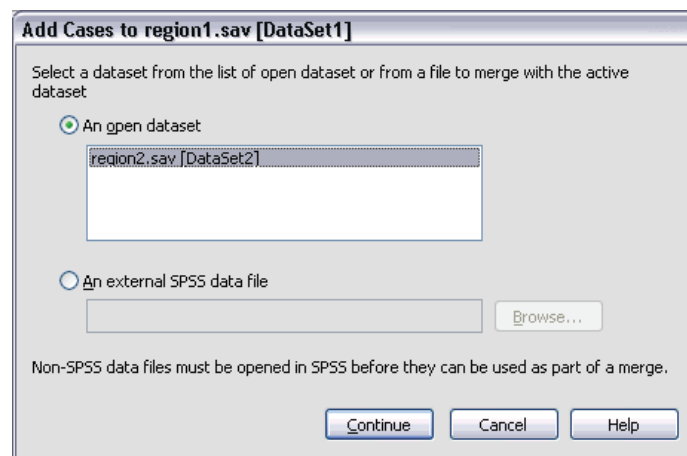 Add Cases to region1.sav [DataSet1]
Select a dataset from the list of open dataset or from a file to merge with the active
dataset
An open dataset
region2.sav [DataSet2]
An external SPSS data file
Browse...
Non-SPSS data files must be opened in SPSS before they can be used as part of a merge.
Continue Cancel Help